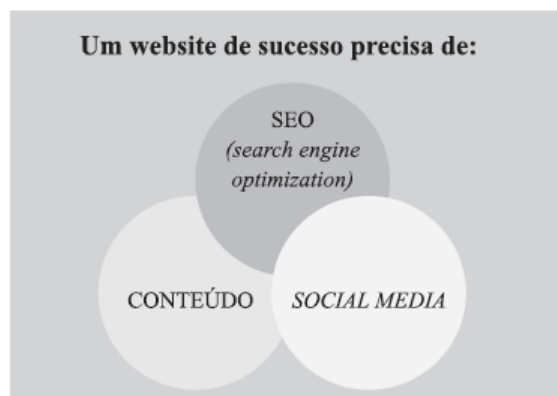 Um website de sucesso precisa de:
SEO
(search engine
optimization)
CONTEÚDO
SOCIAL MEDIA